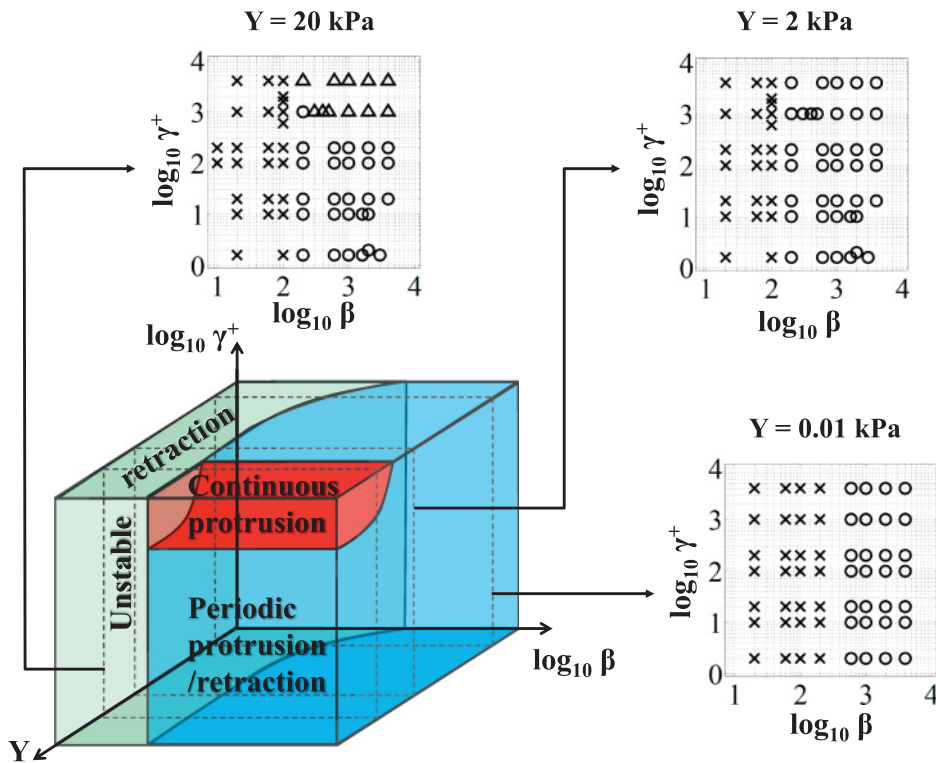 Y = 20 kPa
4
3
2
1
0
log₁₀ γ⁺
1 2 3 4
log₁₀ β
Y = 2 kPa
4
3
2
1
0
log₁₀ γ⁺
1 2 3 4
log₁₀ β
log₁₀ γ⁺
retraction
Unstable
Continuous
protrusion
Periodic
protrusion
/retraction
log₁₀ β
Y
Y = 0.01 kPa
4
3
2
1
0
log₁₀ γ⁺
1 2 3 4
log₁₀ β